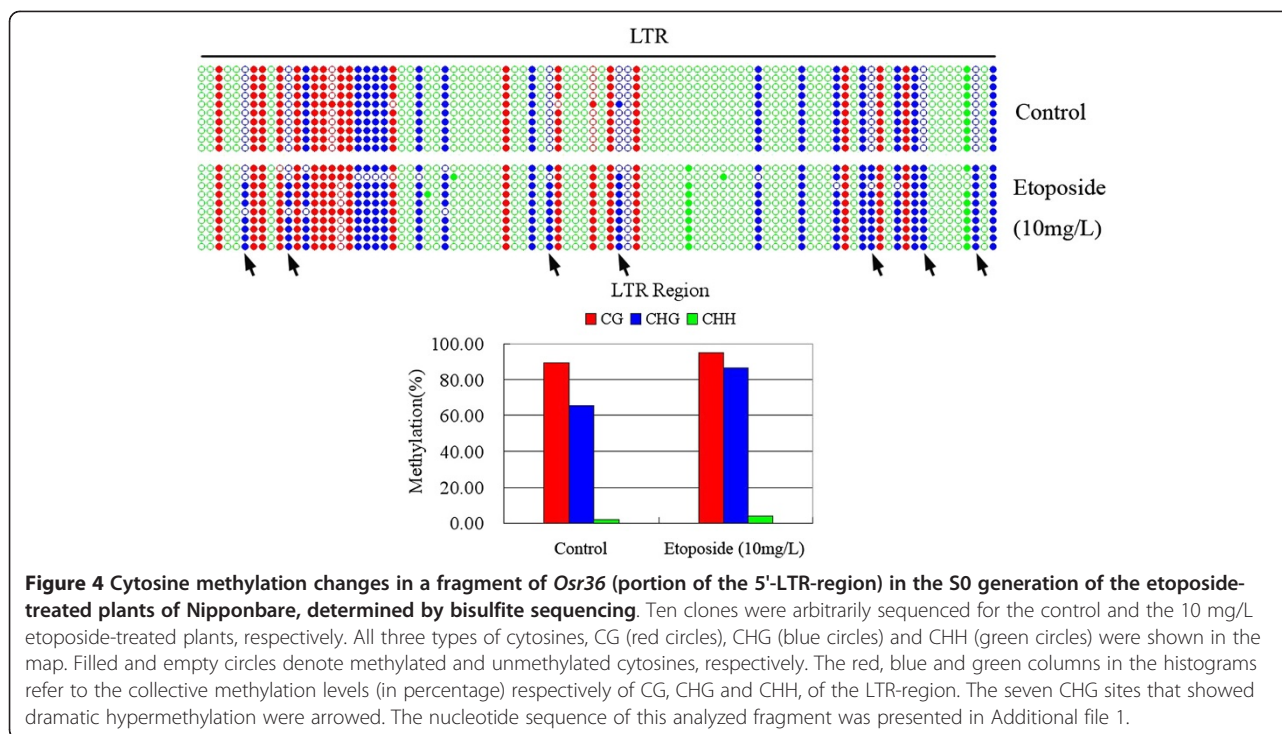 LTR
Control
Etoposide
(10mg/L)
LTR Region
CG CHG CHH
100.00
80.00
60.00
40.00
20.00
0.00
Methylation(%)
Control Etoposide (10mg/L)
Figure 4 Cytosine methylation changes in a fragment of Osr36 (portion of the 5'-LTR-region) in the S0 generation of the etoposide-
treated plants of Nipponbare, determined by bisulfite sequencing. Ten clones were arbitrarily sequenced for the control and the 10 mg/L
etoposide-treated plants, respectively. All three types of cytosines, CG (red circles), CHG (blue circles) and CHH (green circles) were shown in the
map. Filled and empty circles denote methylated and unmethylated cytosines, respectively. The red, blue and green columns in the histograms
refer to the collective methylation levels (in percentage) respectively of CG, CHG and CHH, of the LTR-region. The seven CHG sites that showed
dramatic hypermethylation were arrowed. The nucleotide sequence of this analyzed fragment was presented in Additional file 1.